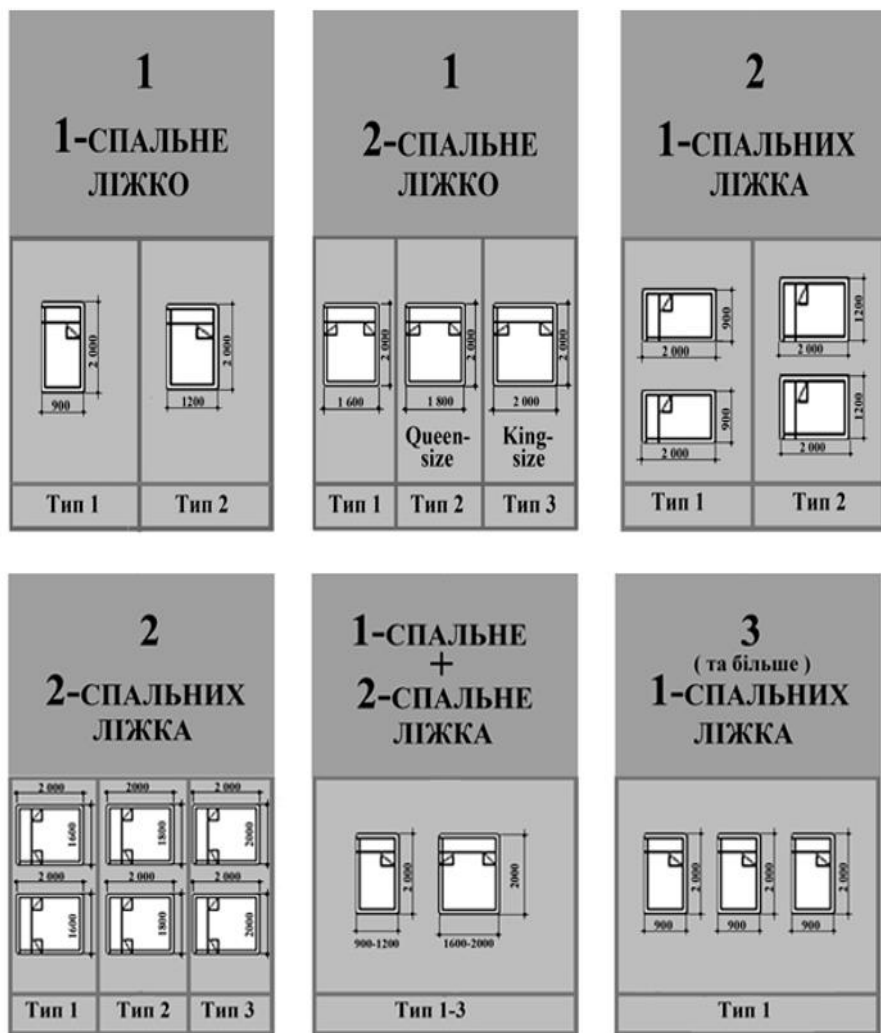 1
1-СПАЛЬНЕ
ЛІЖКО
2 000
2 000
900
1200
Тип 1
Тип 2
1
2-СПАЛЬНЕ
ЛІЖКО
2 000
2 000
2 000
1 600
1 800
2 000
Queen-
size
King-
size
Тип 1
Тип 2
Тип 3
2
1-СПАЛЬНИХ
ЛІЖКА
900
1200
2 000
2 000
900
1200
2 000
2 000
Тип 1
Тип 2
2
2-СПАЛЬНИХ
ЛІЖКА
2 000
2000
2 000
1600
1800
2000
2 000
2 000
2 000
1600
1800
2000
Тип 1
Тип 2
Тип 3
1-СПАЛЬНЕ
+
2-СПАЛЬНЕ
ЛІЖКА
2 000
2000
900-1200
1600-2000
Тип 1-3
3
( та більше )
1-СПАЛЬНИХ
ЛІЖКА
2 000
2 000
2 000
900
900
900
Тип 1